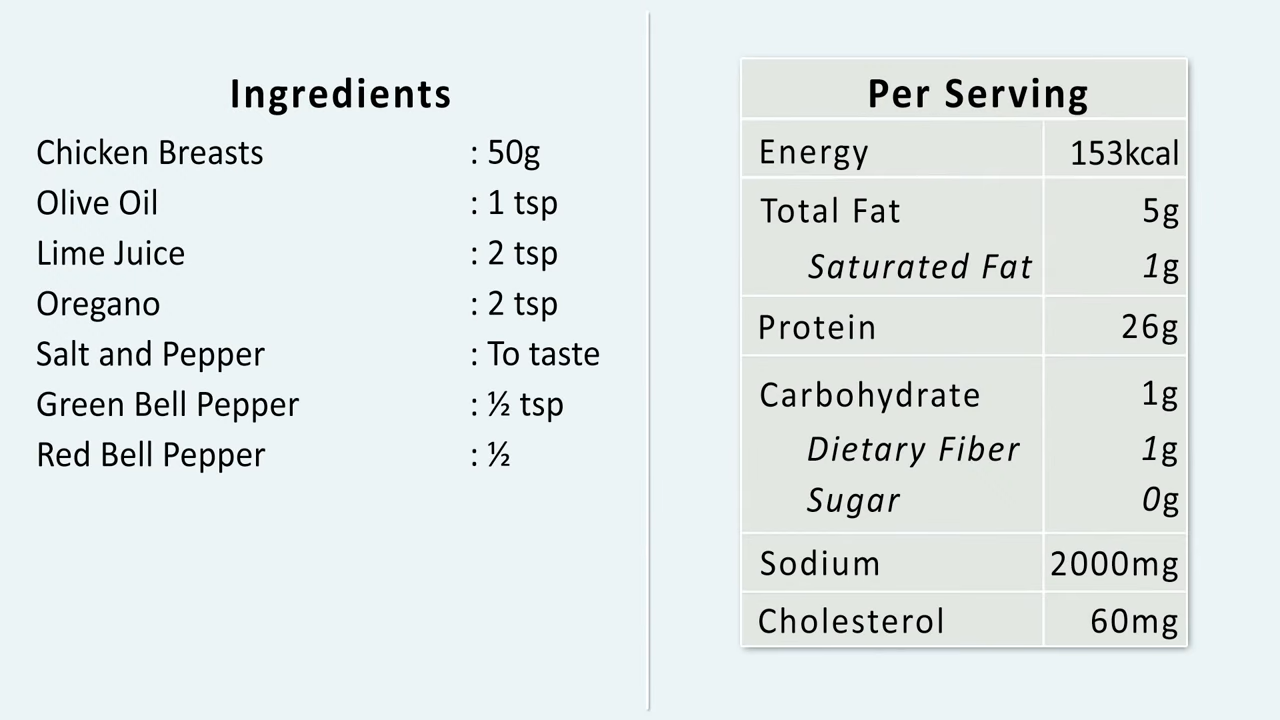 Ingredients
Chicken Breasts : 50g
Olive Oil : 1 tsp
Lime Juice : 2 tsp
Oregano : 2 tsp
Salt and Pepper : To taste
Green Bell Pepper : ½ tsp
Red Bell Pepper : ½
Per Serving
Energy 153kcal
Total Fat 5g
Saturated Fat 1g
Protein 26g
Carbohydrate 1g
Dietary Fiber 1g
Sugar 0g
Sodium 2000mg
Cholesterol 60mg